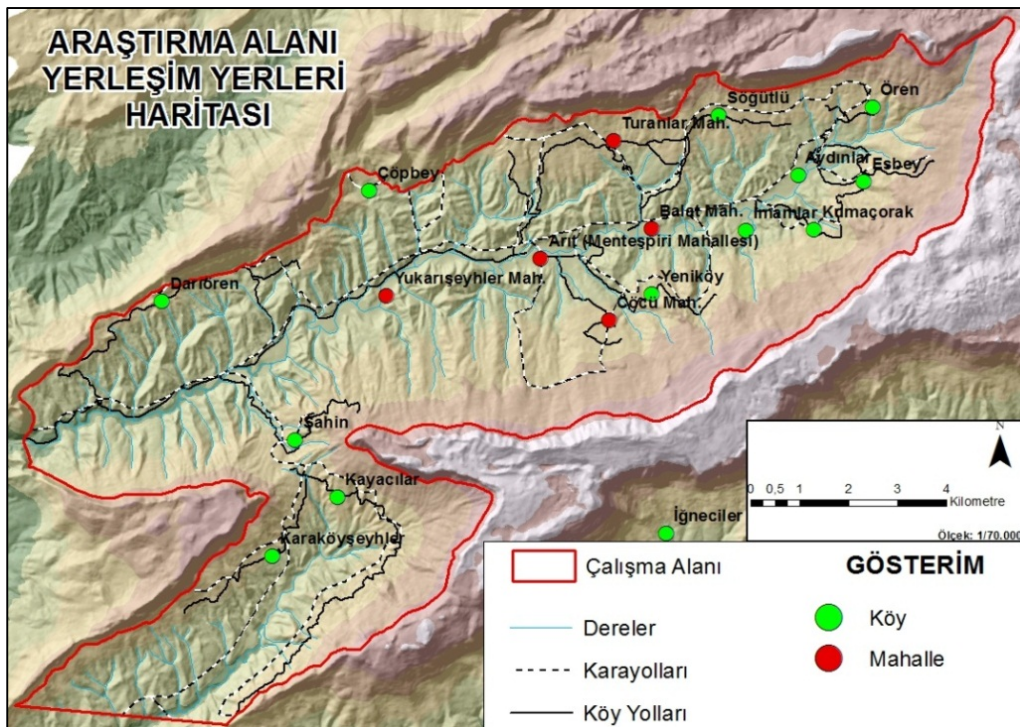 ARAŞTIRMA ALANI
YERLEŞİM YERLERİ
HARİTASI
Söğütlü
Ören
Turanlar Mah.
Aydınlar
Eşbey
Çöpbey
Balat Mah.
İmamlar
Kumaçorak
Arıt (Menteşpiri Mahallesi)
Darıören
Yukarışeyhler Mah.
Yeniköy
Cöcü Mah.
Şahin
Kayacılar
Karaköyşeyhler
İğneciler
N
0 0,5 1 2 3 4
Kilometre
Ölçek: 1/70.000
GÖSTERİM
Çalışma Alanı
Dereler
Karayolları
Köy Yolları
Köy
Mahalle